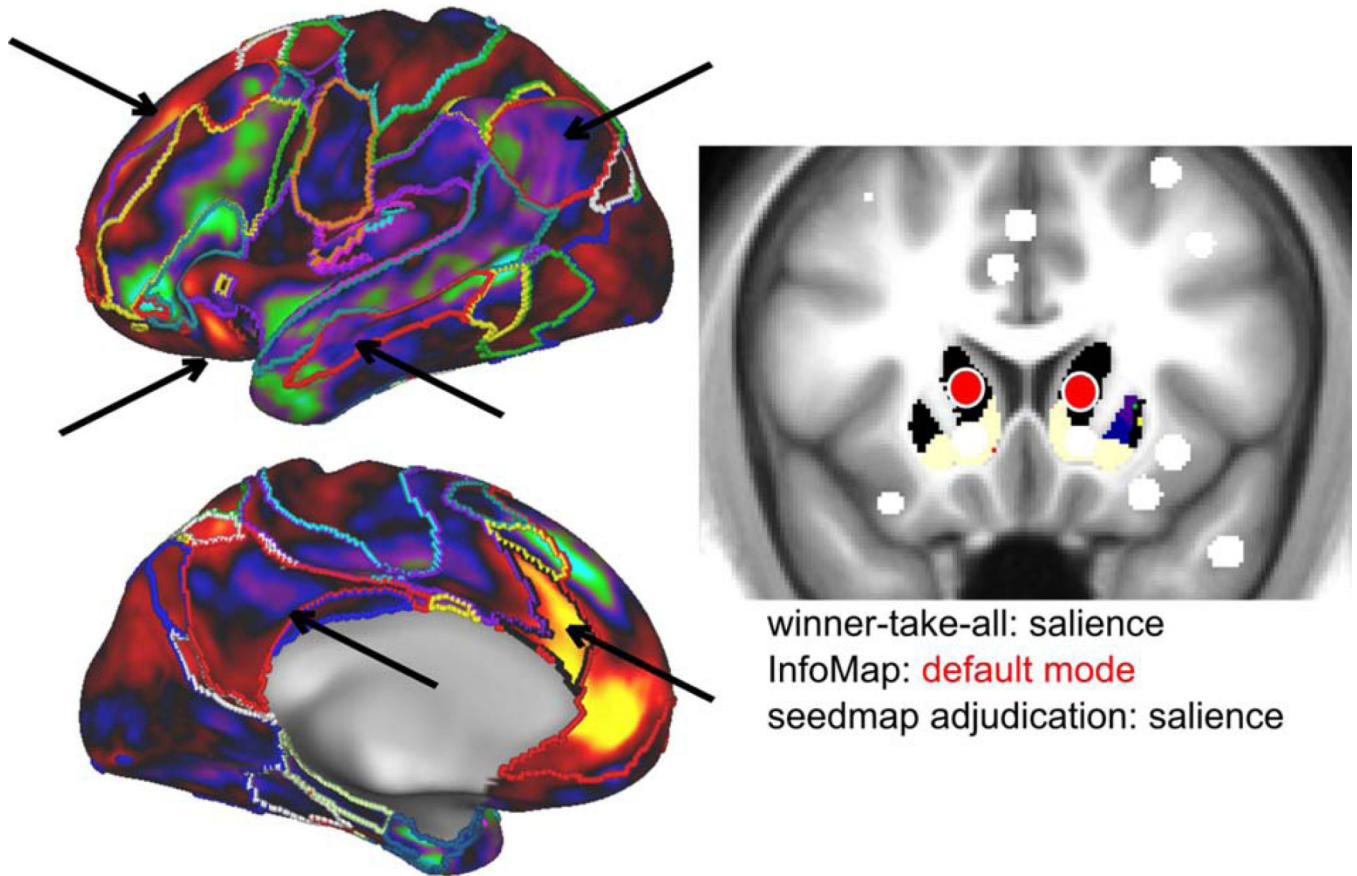 winner-take-all: salience
InfoMap: default mode
seedmap adjudication: salience